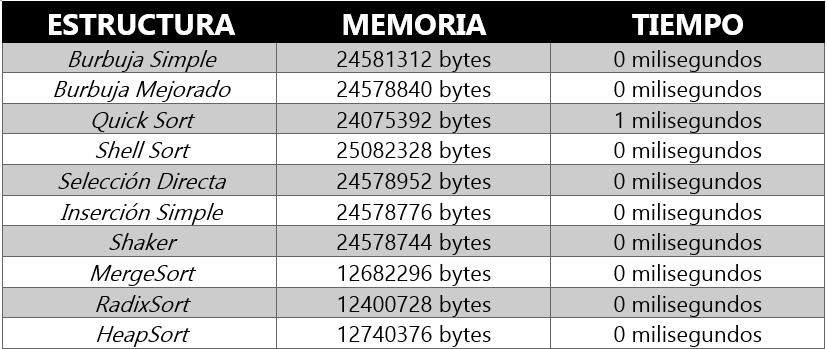 ESTRUCTURA MEMORIA TIEMPO
Burbuja Simple 24581312 bytes 0 milisegundos
Burbuja Mejorado 24578840 bytes 0 milisegundos
Quick Sort 24075392 bytes 1 milisegundos
Shell Sort 25082328 bytes 0 milisegundos
Selección Directa 24578952 bytes 0 milisegundos
Inserción Simple 24578776 bytes 0 milisegundos
Shaker 24578744 bytes 0 milisegundos
MergeSort 12682296 bytes 0 milisegundos
RadixSort 12400728 bytes 0 milisegundos
HeapSort 12740376 bytes 0 milisegundos